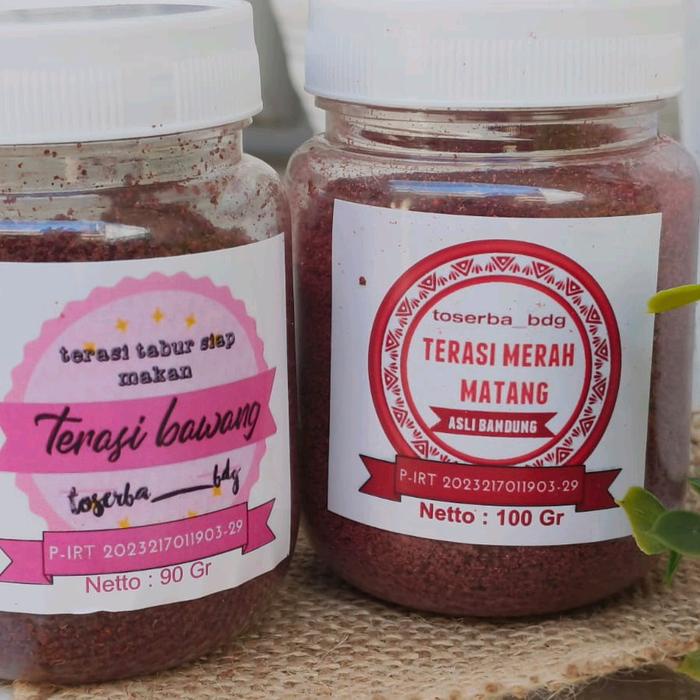 terasi tabur siap
makan
Terasi bawang
toserba___bdg
P-IRT 2023217011903-29
Netto : 90 Gr
toserba_bdg
TERASI MERAH
MATANG
ASLI BANDUNG
P-IRT 2023217011903-29
Netto : 100 Gr